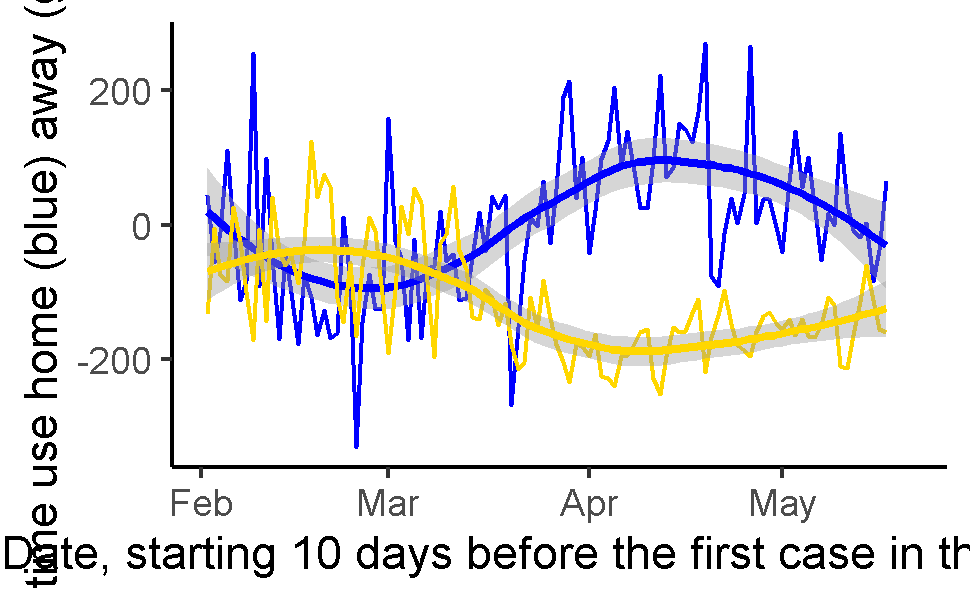 time use home (blue) away (
200
0
-200
Feb Mar Apr May
Date, starting 10 days before the first case in th